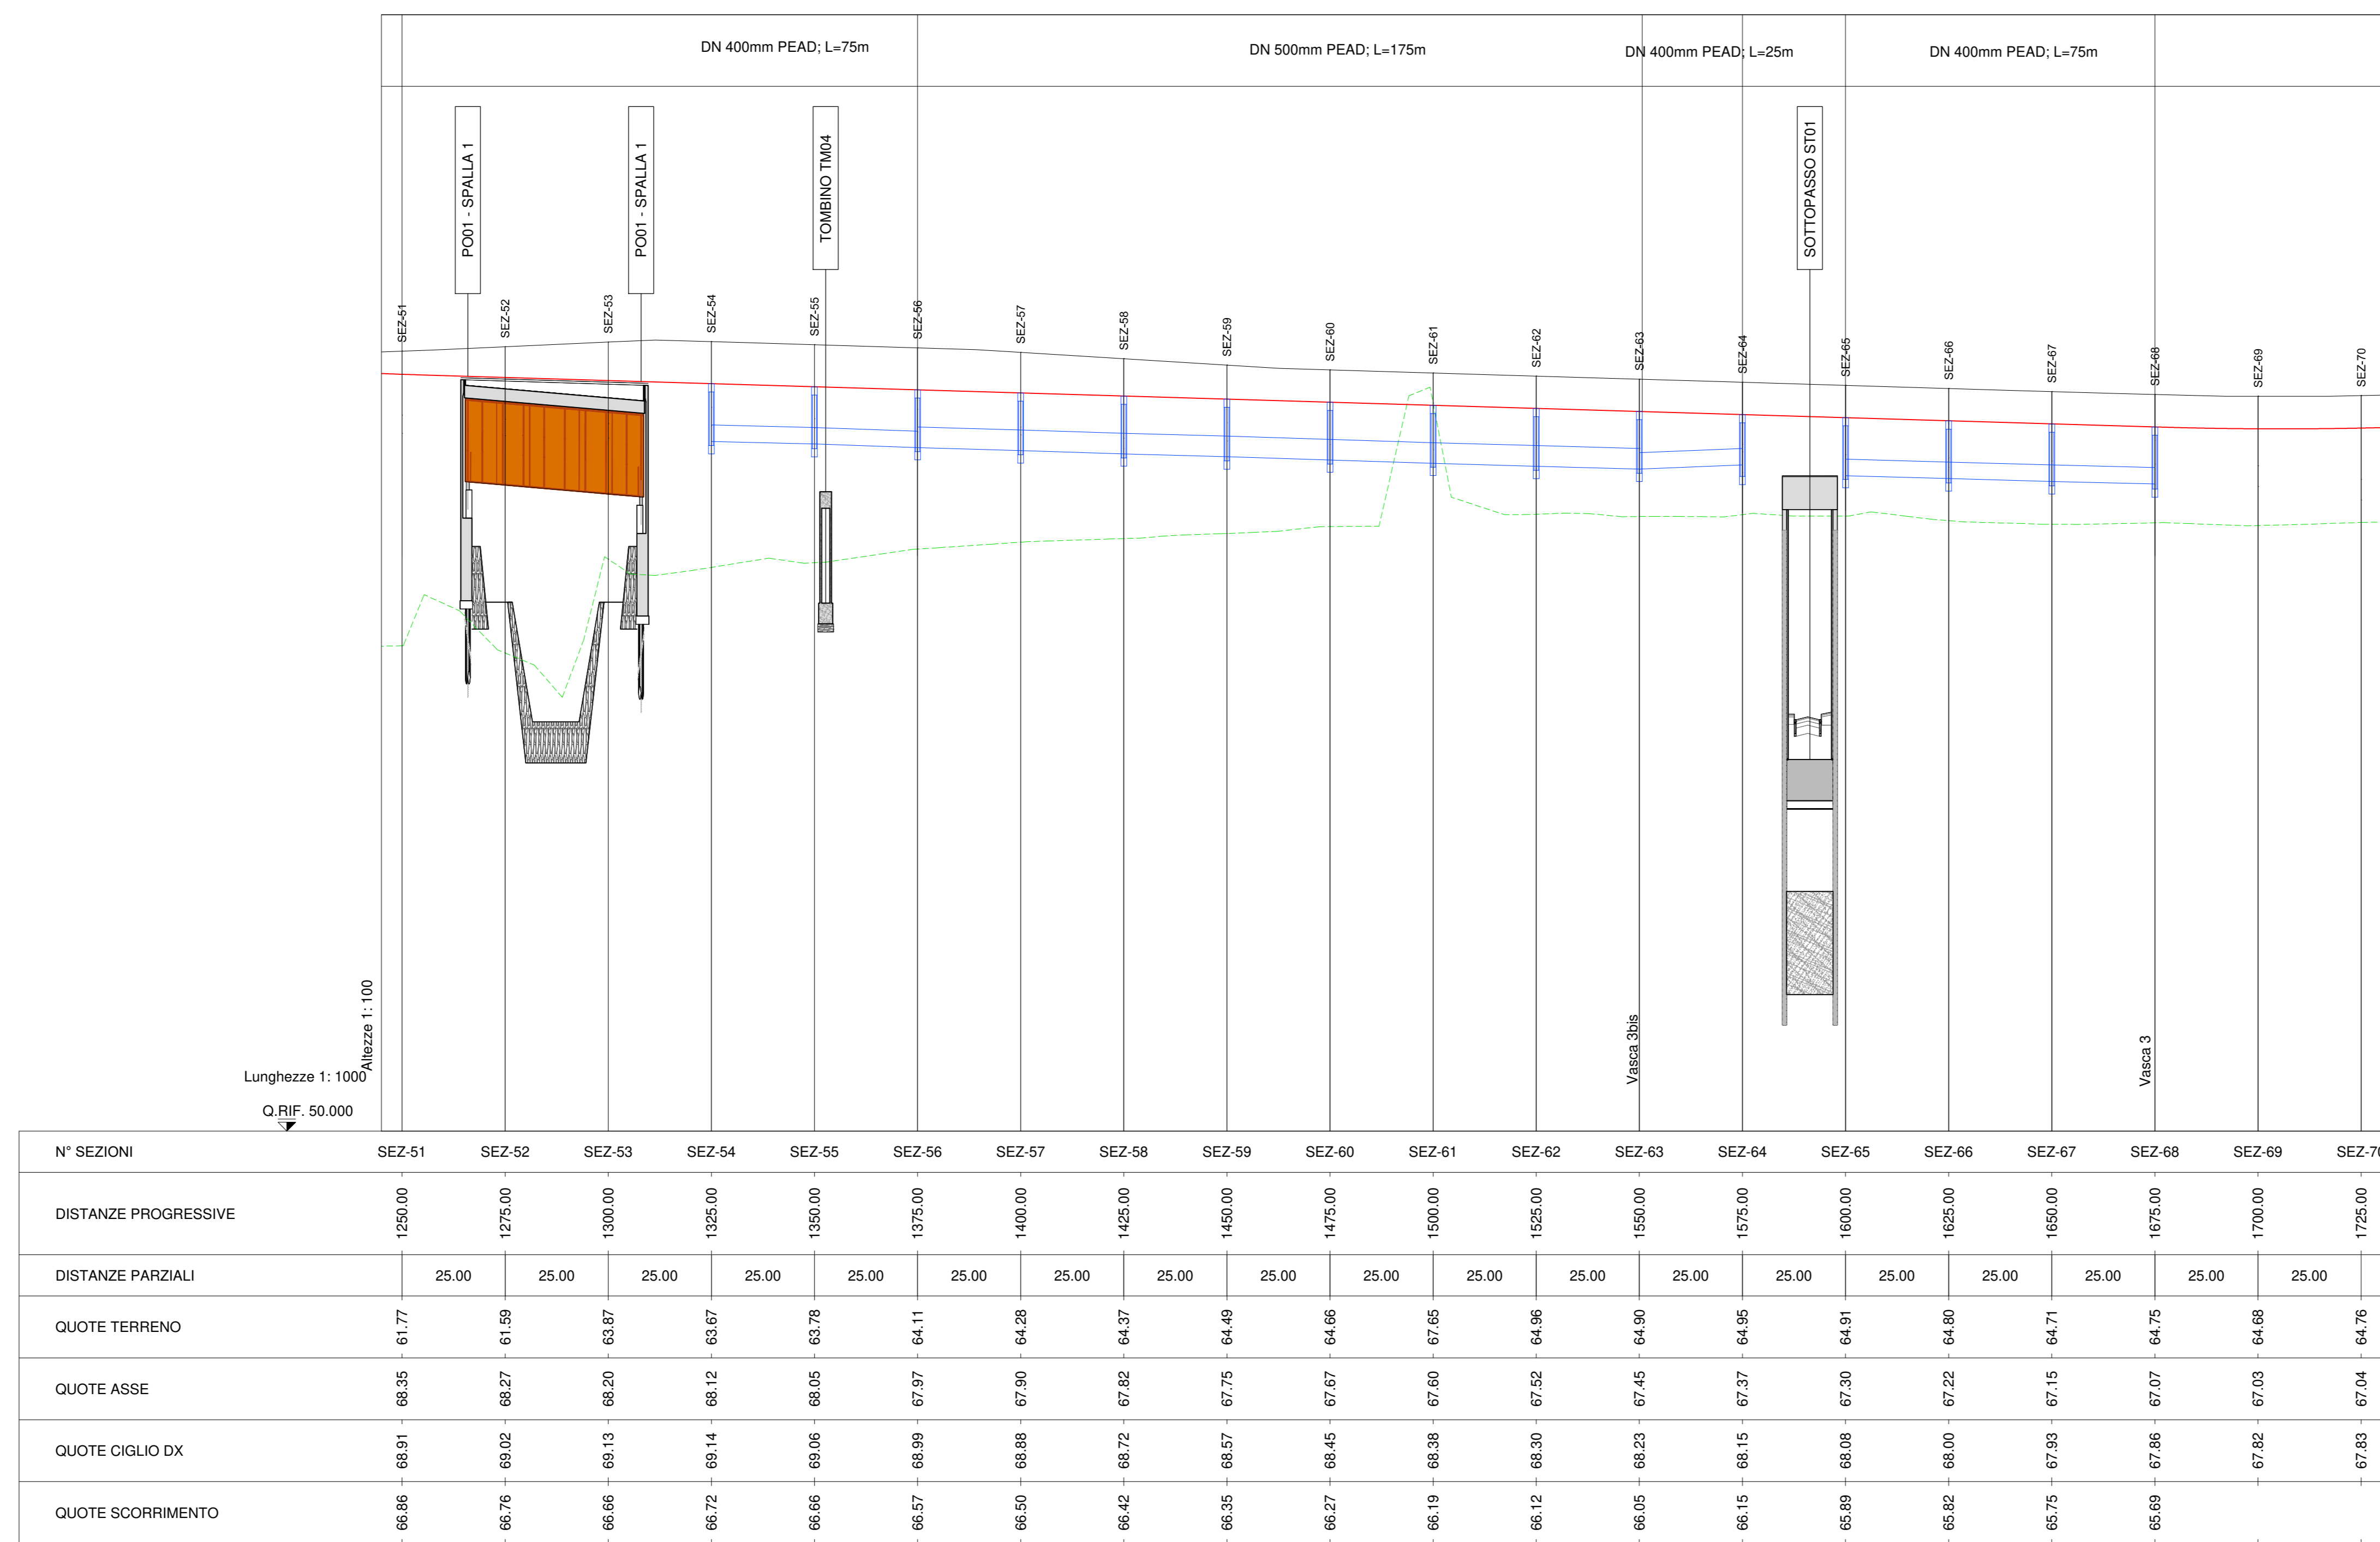 DN 400mm PEAD; L=75m
DN 500mm PEAD; L=175m
DN 400mm PEAD; L=25m
DN 400mm PEAD; L=75m
PO01 - SPALLA 1
PO01 - SPALLA 1
TOMBINO TM04
SOTTOPASSO ST01
SEZ-51
SEZ-52
SEZ-53
SEZ-54
SEZ-55
SEZ-56
SEZ-57
SEZ-58
SEZ-59
SEZ-60
SEZ-61
SEZ-62
SEZ-63
SEZ-64
SEZ-65
SEZ-66
SEZ-67
SEZ-68
SEZ-69
SEZ-70
Altezze 1: 100
Lunghezze 1: 1000
Q.RIF. 50.000
Vasca 3bis
Vasca 3
N° SEZIONI SEZ-51 SEZ-52 SEZ-53 SEZ-54 SEZ-55 SEZ-56 SEZ-57 SEZ-58 SEZ-59 SEZ-60 SEZ-61 SEZ-62 SEZ-63 SEZ-64 SEZ-65 SEZ-66 SEZ-67 SEZ-68 SEZ-69 SEZ-70
DISTANZE PROGRESSIVE 1250.00 1275.00 1300.00 1325.00 1350.00 1375.00 1400.00 1425.00 1450.00 1475.00 1500.00 1525.00 1550.00 1575.00 1600.00 1625.00 1650.00 1675.00 1700.00 1725.00
DISTANZE PARZIALI 25.00 25.00 25.00 25.00 25.00 25.00 25.00 25.00 25.00 25.00 25.00 25.00 25.00 25.00 25.00 25.00 25.00 25.00 25.00
QUOTE TERRENO 61.77 61.59 63.87 63.67 63.78 64.11 64.28 64.37 64.49 64.66 67.65 64.96 64.90 64.95 64.91 64.80 64.71 64.75 64.68 64.76
QUOTE ASSE 68.35 68.27 68.20 68.12 68.05 67.97 67.90 67.82 67.75 67.67 67.60 67.52 67.45 67.37 67.30 67.22 67.15 67.07 67.03 67.04
QUOTE CIGLIO DX 68.91 69.02 69.13 69.14 69.06 68.99 68.88 68.72 68.57 68.45 68.38 68.30 68.23 68.15 68.08 68.00 67.93 67.86 67.82 67.83
QUOTE SCORRIMENTO 66.86 66.76 66.66 66.72 66.66 66.57 66.50 66.42 66.35 66.27 66.19 66.12 66.05 66.15 65.89 65.82 65.75 65.69